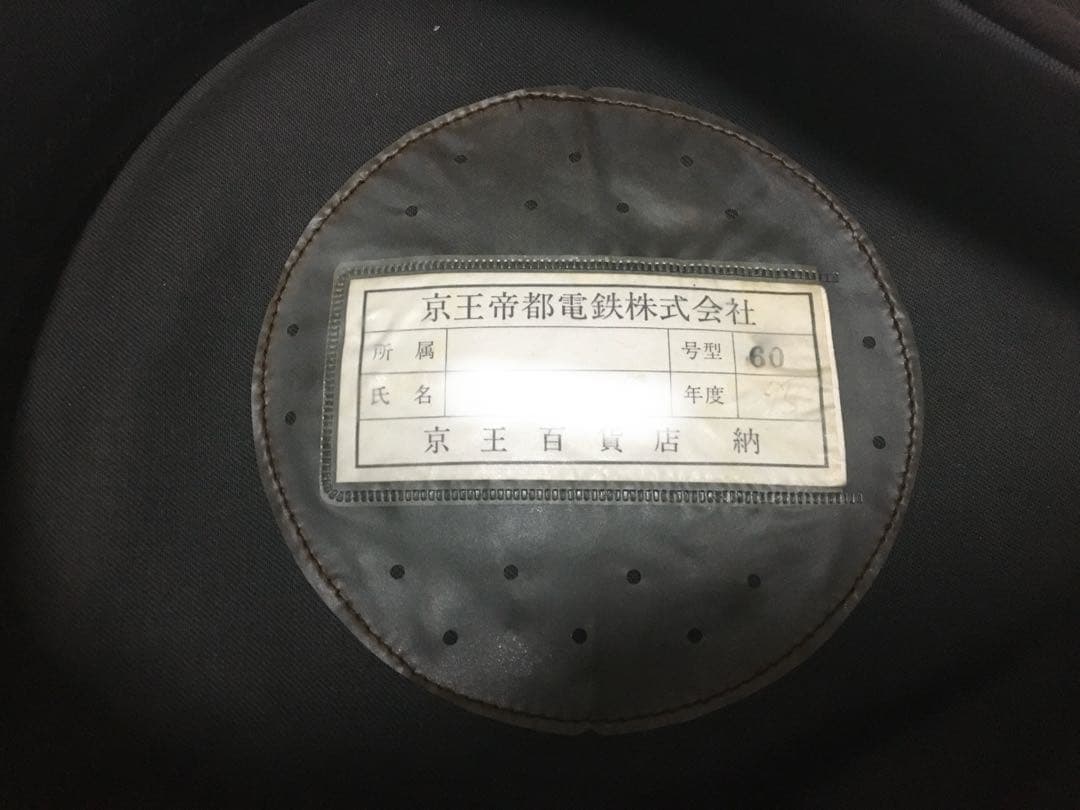 京王帝都電鉄株式会社
所属 号型 60
氏名 年度
京王百貨店納